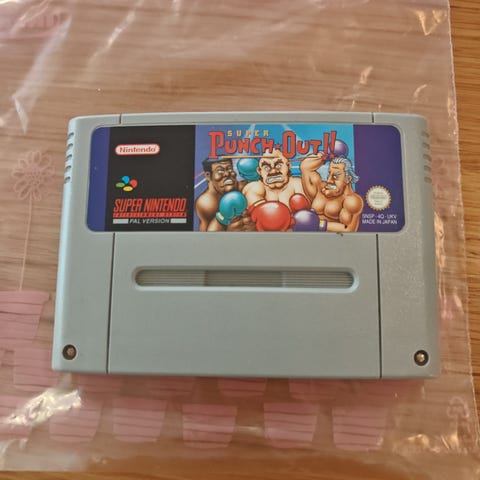 Nintendo
SUPER NINTENDO
ENTERTAINMENT SYSTEM
PAL VERSION
SUPER
PUNCH-OUT!!
SNSP-4Q-UKV
MADE IN JAPAN